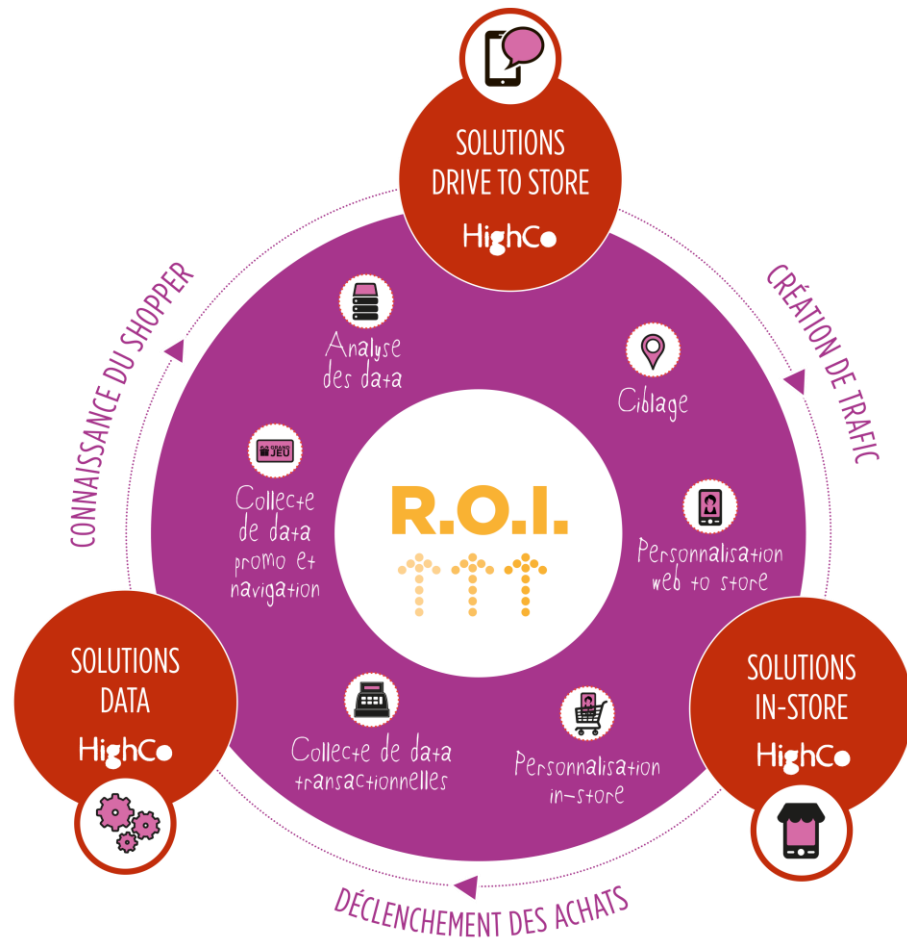 SOLUTIONS
DRIVE TO STORE
HighCo
CRÉATION DE TRAFIC
CONNAISSANCE DU SHOPPER
Analyse
des data
Ciblage
GRAND
JEU
Collecte
de data
promo et
navigation
R.O.I.
Personnalisation
web to store
SOLUTIONS
DATA
HighCo
SOLUTIONS
IN-STORE
HighCo
Collecte de data
transactionnelles
Personnalisation
in-store
DÉCLENCHEMENT DES ACHATS